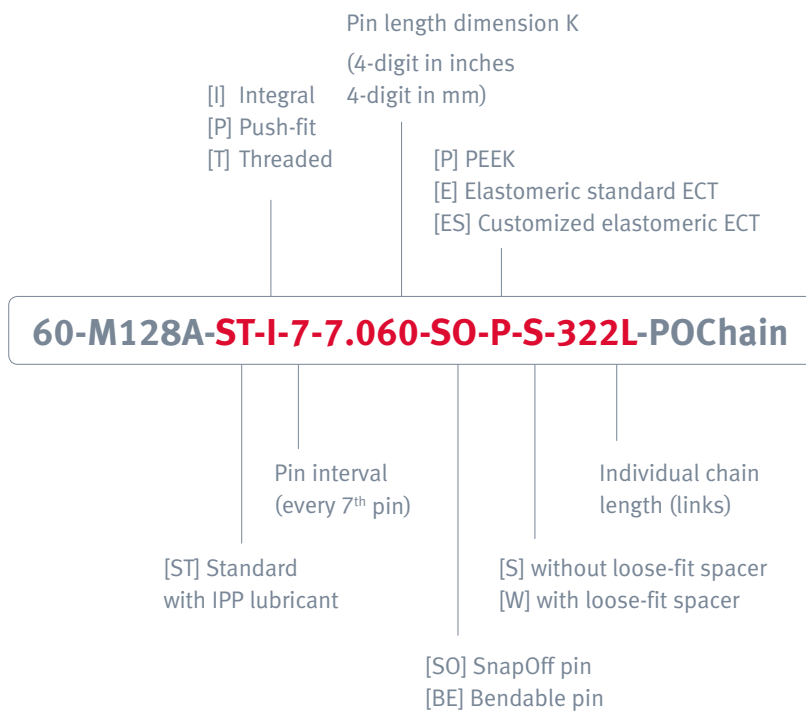 Pin length dimension K
(4-digit in inches
4-digit in mm)
[I] Integral
[P] Push-fit
[T] Threaded
[P] PEEK
[E] Elastomeric standard ECT
[ES] Customized elastomeric ECT
60-M128A-ST-I-7-7.060-SO-P-S-322L-POChain
Pin interval
(every 7th pin)
Individual chain
length (links)
[ST] Standard
with IPP lubricant
[S] without loose-fit spacer
[W] with loose-fit spacer
[SO] SnapOff pin
[BE] Bendable pin